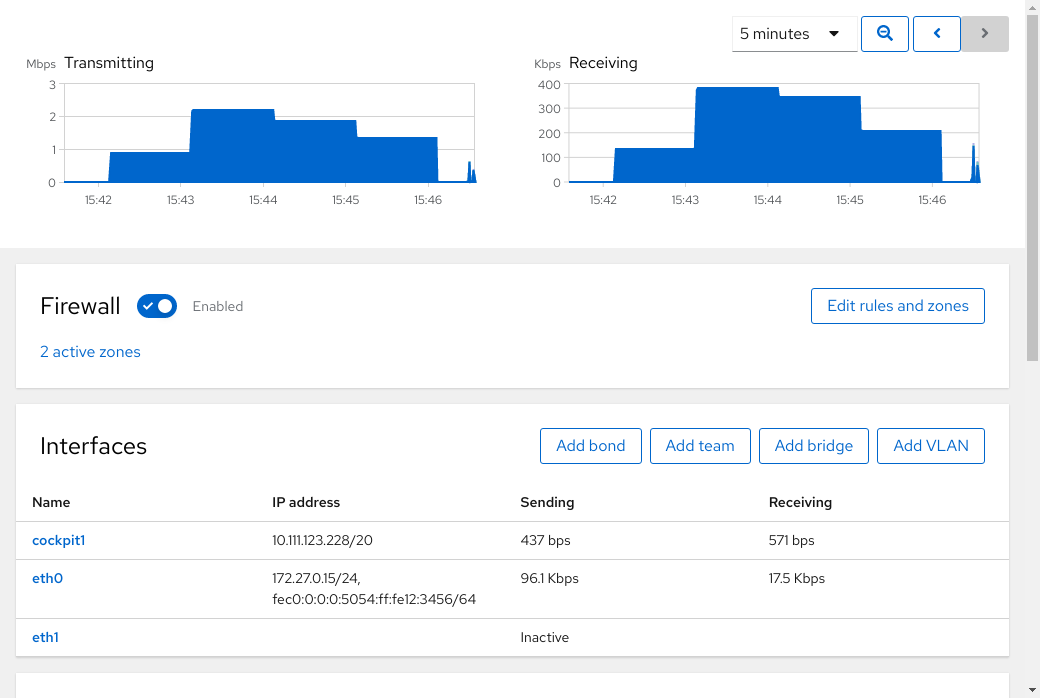 5 minutes
Mbps Transmitting
3
2
1
0
15:42 15:43 15:44 15:45 15:46
Kbps Receiving
400
300
200
100
0
15:42 15:43 15:44 15:45 15:46
Firewall Enabled Edit rules and zones
2 active zones
Interfaces Add bond Add team Add bridge Add VLAN
Name IP address Sending Receiving
cockpit1 10.111.123.228/20 437 bps 571 bps
eth0 172.27.0.15/24, 96.1 Kbps 17.5 Kbps
fec0:0:0:0:5054:ff:fe12:3456/64
eth1 Inactive